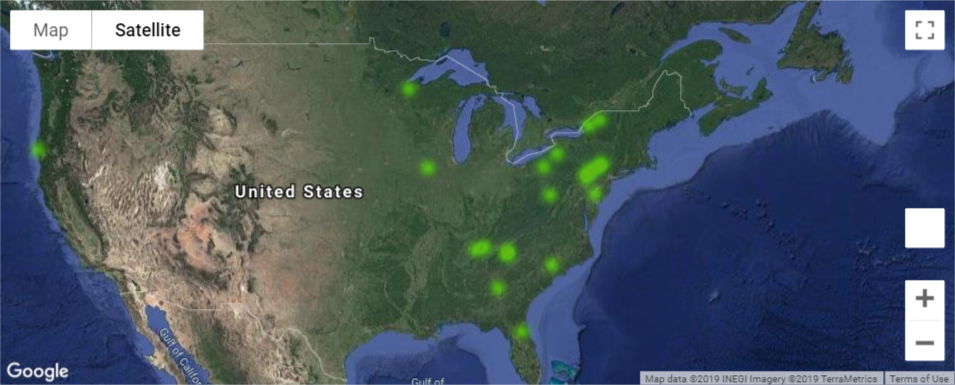 Map
Satellite
United States
Gulf of Califor
Gulf of
Google
Map data ©2019 INEGI Imagery ©2019 TerraMetrics
Terms of Use